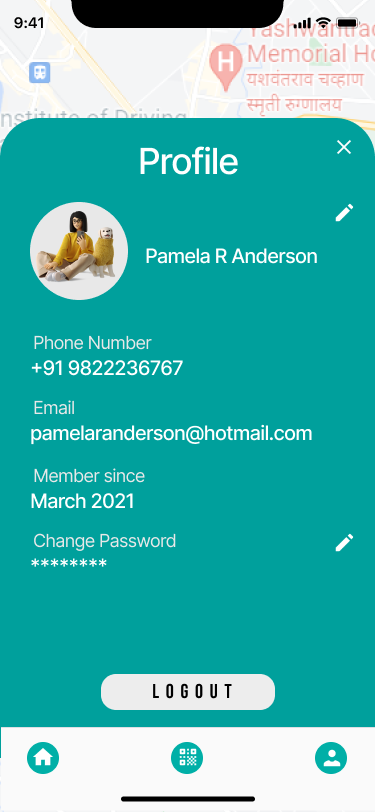 9:41
Yashwantrao
Memorial Ho
यशवंतराव चव्हाण
स्मृती रुग्णालय
nstitute of Driving
Profile
Pamela R Anderson
Phone Number
+91 9822236767
Email
pamelaranderson@hotmail.com
Member since
March 2021
Change Password
********
LOGOUT